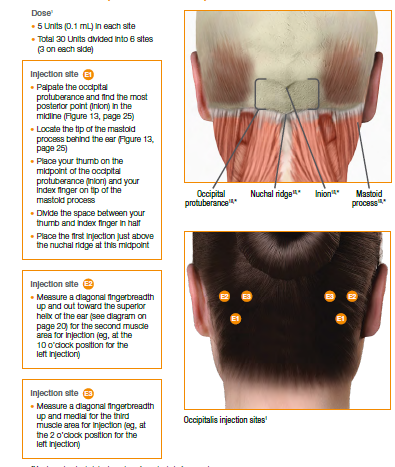 Dose¹
• 5 Units (0.1 mL) in each site
• Total 30 Units divided into 6 sites
(3 on each side)
Injection site E1
• Palpate the occipital
protuberance and find the most
posterior point (inion) in the
midline (Figure 13, page 25)
• Locate the tip of the mastoid
process behind the ear (Figure 13,
page 25)
• Place your thumb on the
midpoint of the occipital
protuberance (inion) and your
index finger on tip of the
mastoid process
• Divide the space between your
thumb and index finger in half
• Place the first injection just above
the nuchal ridge at this midpoint
Injection site E2
• Measure a diagonal fingerbreadth
up and out toward the superior
helix of the ear (see diagram on
page 20) for the second muscle
area for injection (eg, at the
10 o'clock position for the
left injection)
Injection site E3
• Measure a diagonal fingerbreadth
up and medial for the third
muscle area for injection (eg, at
the 2 o'clock position for the
left injection)
Occipital Nuchal ridge Inion Mastoid
protuberance process
E2 E3 E3 E2
E1 E1
Occipitalis injection sites¹